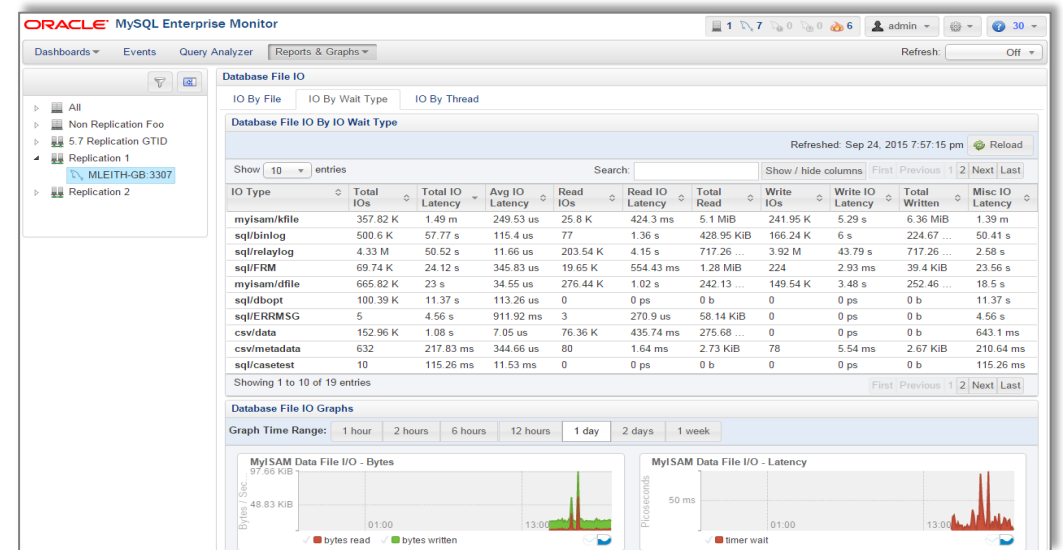 ORACLE MySQL Enterprise Monitor
1 7 0 0 6 admin 30
Dashboards Events Query Analyzer Reports & Graphs Refresh: Off
All
Non Replication Foo
5.7 Replication GTID
Replication 1
MLEITH-GB:3307
Replication 2
Database File IO
IO By File IO By Wait Type IO By Thread
Database File IO By IO Wait Type
Refreshed: Sep 24, 2015 7:57:15 pm Reload
Show 10 entries Search: Show / hide columns First Previous 1 2 Next Last
IO Type Total IOs Total IO Latency Avg IO Latency Read IOs Read IO Latency Total Read Write IOs Write IO Latency Total Written Misc IO Latency
myisam/kfile 357.82 K 1.49 m 249.53 us 25.8 K 424.3 ms 5.1 MiB 241.95 K 5.29 s 6.36 MiB 1.39 m
sql/binlog 500.6 K 57.77 s 115.4 us 77 1.36 s 428.95 KiB 166.24 K 6 s 224.67 ... 50.41 s
sql/relaylog 4.33 M 50.52 s 11.66 us 203.54 K 4.15 s 717.26 ... 3.92 M 43.79 s 717.26 ... 2.58 s
sql/FRM 69.74 K 24.12 s 345.83 us 19.65 K 554.43 ms 1.28 MiB 224 2.93 ms 39.4 KiB 23.56 s
myisam/dfile 665.82 K 23 s 34.55 us 276.44 K 1.02 s 242.13 ... 149.54 K 3.48 s 252.46 ... 18.5 s
sql/dbopt 100.39 K 11.37 s 113.26 us 0 0 ps 0 b 0 0 ps 0 b 11.37 s
sql/ERRMSG 5 4.56 s 911.92 ms 3 270.9 us 58.14 KiB 0 0 ps 0 b 4.56 s
csv/data 152.96 K 1.08 s 7.05 us 76.36 K 435.74 ms 275.68 ... 0 0 ps 0 b 643.1 ms
csv/metadata 632 217.83 ms 344.66 us 80 1.64 ms 2.73 KiB 78 5.54 ms 2.67 KiB 210.64 ms
sql/casetest 10 115.26 ms 11.53 ms 0 0 ps 0 b 0 0 ps 0 b 115.26 ms
Showing 1 to 10 of 19 entries First Previous 1 2 Next Last
Database File IO Graphs
Graph Time Range: 1 hour 2 hours 6 hours 12 hours 1 day 2 days 1 week
MyISAM Data File I/O - Bytes
97.66 KiB
48.83 KiB
Bytes / Sec...
01:00 13:00
bytes read bytes written
MyISAM Data File I/O - Latency
Picoseconds
50 ms
01:00 13:00
timer wait